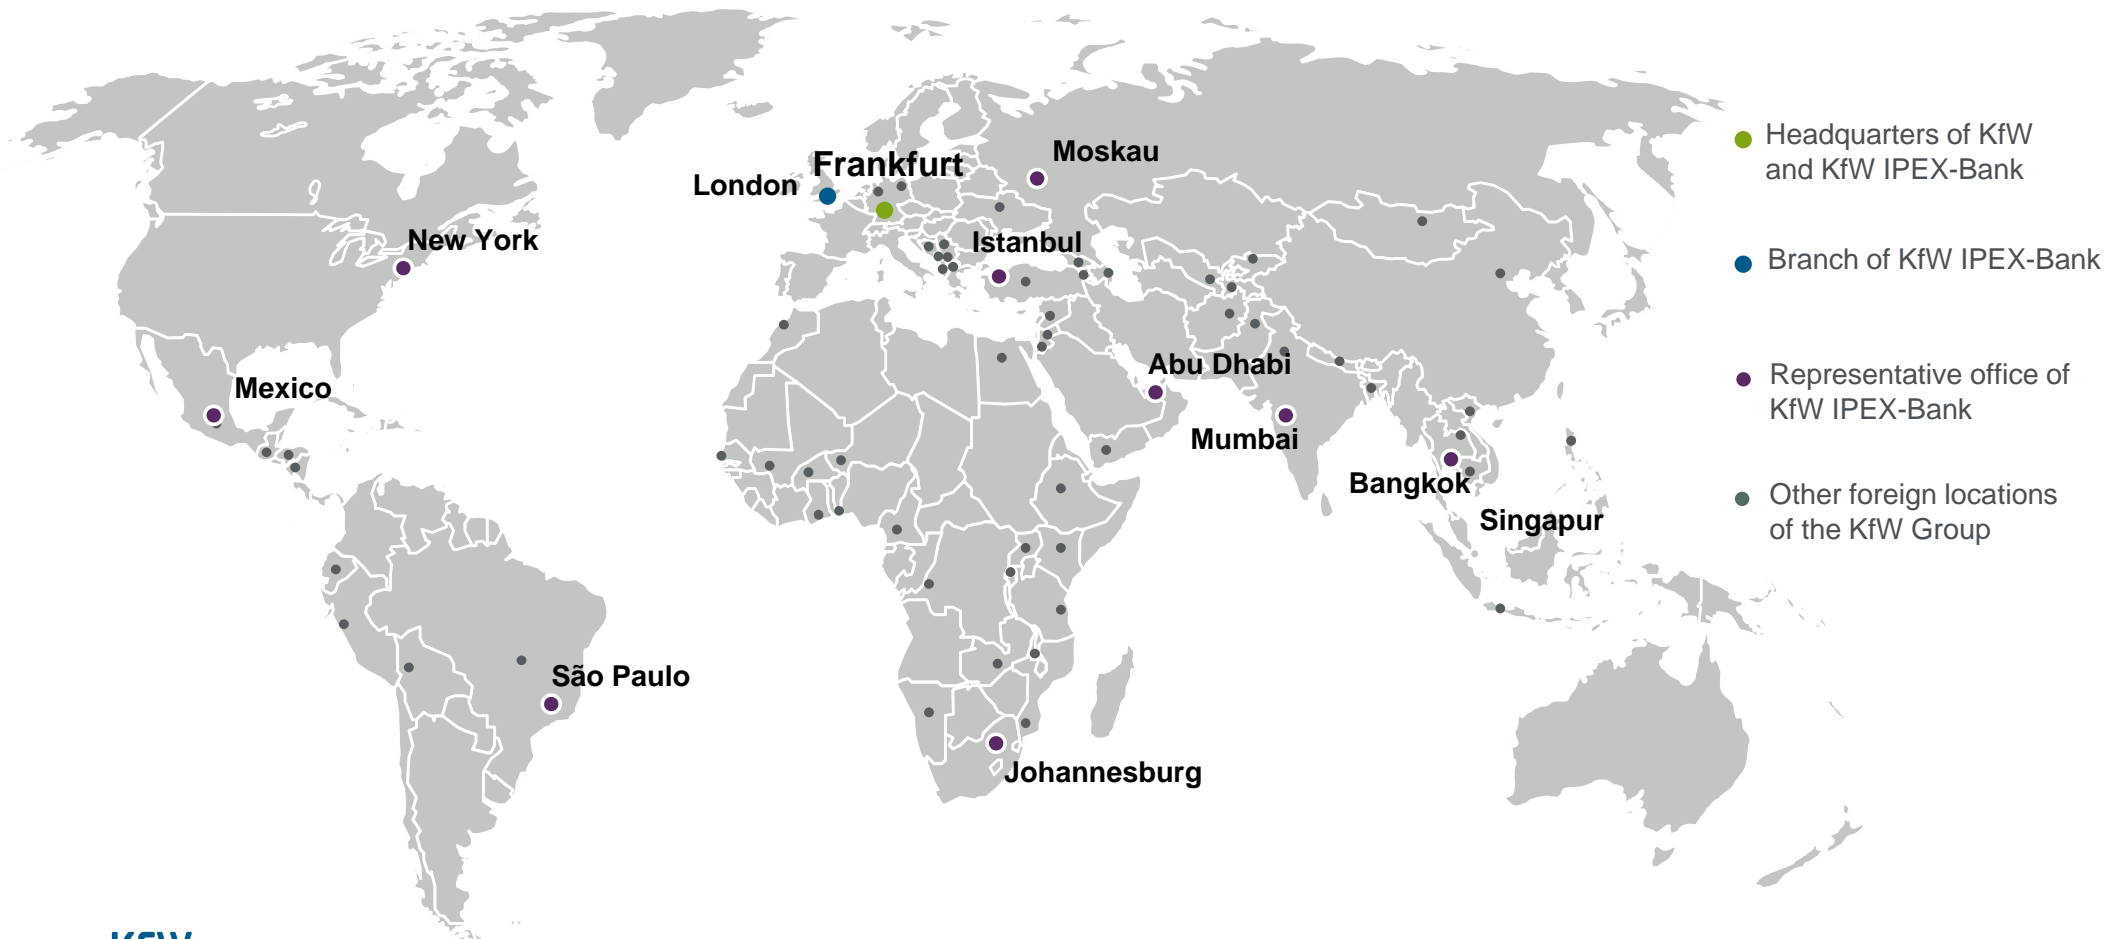 Frankfurt
Moskau
London
New York
Istanbul
Mexico
Abu Dhabi
Mumbai
Bangkok
Singapur
São Paulo
Johannesburg
Headquarters of KfW
and KfW IPEX-Bank
Branch of KfW IPEX-Bank
Representative office of
KfW IPEX-Bank
Other foreign locations
of the KfW Group
KfW